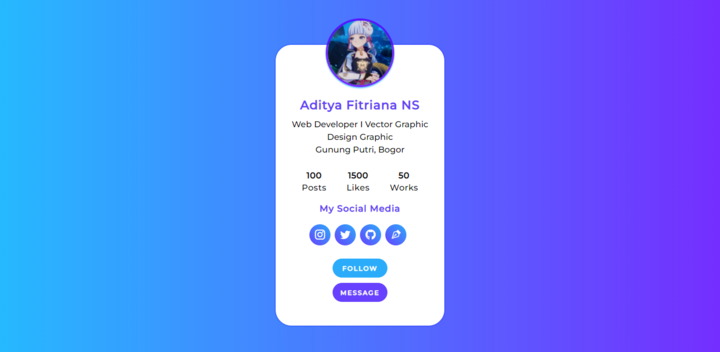 Aditya Fitriana NS
Web Developer I Vector Graphic
Design Graphic
Gunung Putri, Bogor
100 1500 50
Posts Likes Works
My Social Media
FOLLOW
MESSAGE